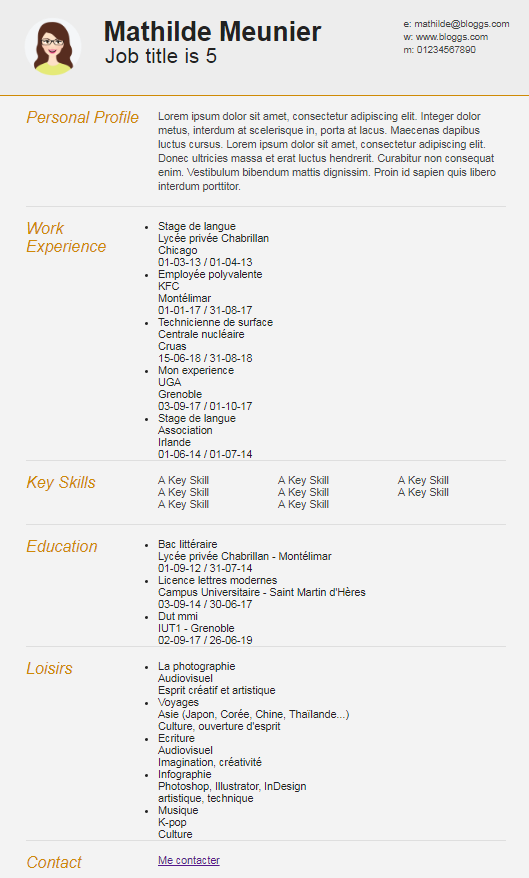 Mathilde Meunier
Job title is 5
e: mathilde@bloggs.com
w: www.bloggs.com
m: 01234567890
Personal Profile
Lorem ipsum dolor sit amet, consectetur adipiscing elit. Integer dolor
metus, interdum at scelerisque in, porta at lacus. Maecenas dapibus
luctus cursus. Lorem ipsum dolor sit amet, consectetur adipiscing elit.
Donec ultricies massa et erat luctus hendrerit. Curabitur non consequat
enim. Vestibulum bibendum mattis dignissim. Proin id sapien quis libero
interdum porttitor.
Work
Experience
Stage de langue
Lycée privée Chabrillan
Chicago
01-03-13 / 01-04-13
Employée polyvalente
KFC
Montélimar
01-01-17 / 31-08-17
Technicienne de surface
Centrale nucléaire
Cruas
15-06-18 / 31-08-18
Mon experience
UGA
Grenoble
03-09-17 / 01-10-17
Stage de langue
Association
Irlande
01-06-14 / 01-07-14
Key Skills
A Key Skill A Key Skill A Key Skill
A Key Skill A Key Skill A Key Skill
A Key Skill A Key Skill
Education
Bac littéraire
Lycée privée Chabrillan - Montélimar
01-09-12 / 31-07-14
Licence lettres modernes
Campus Universitaire - Saint Martin d'Hères
03-09-14 / 30-06-17
Dut mmi
IUT1 - Grenoble
02-09-17 / 26-06-19
Loisirs
La photographie
Audiovisuel
Esprit créatif et artistique
Voyages
Asie (Japon, Corée, Chine, Thaïlande...)
Culture, ouverture d'esprit
Ecriture
Audiovisuel
Imagination, créativité
Infographie
Photoshop, Illustrator, InDesign
artistique, technique
Musique
K-pop
Culture
Contact
Me contacter